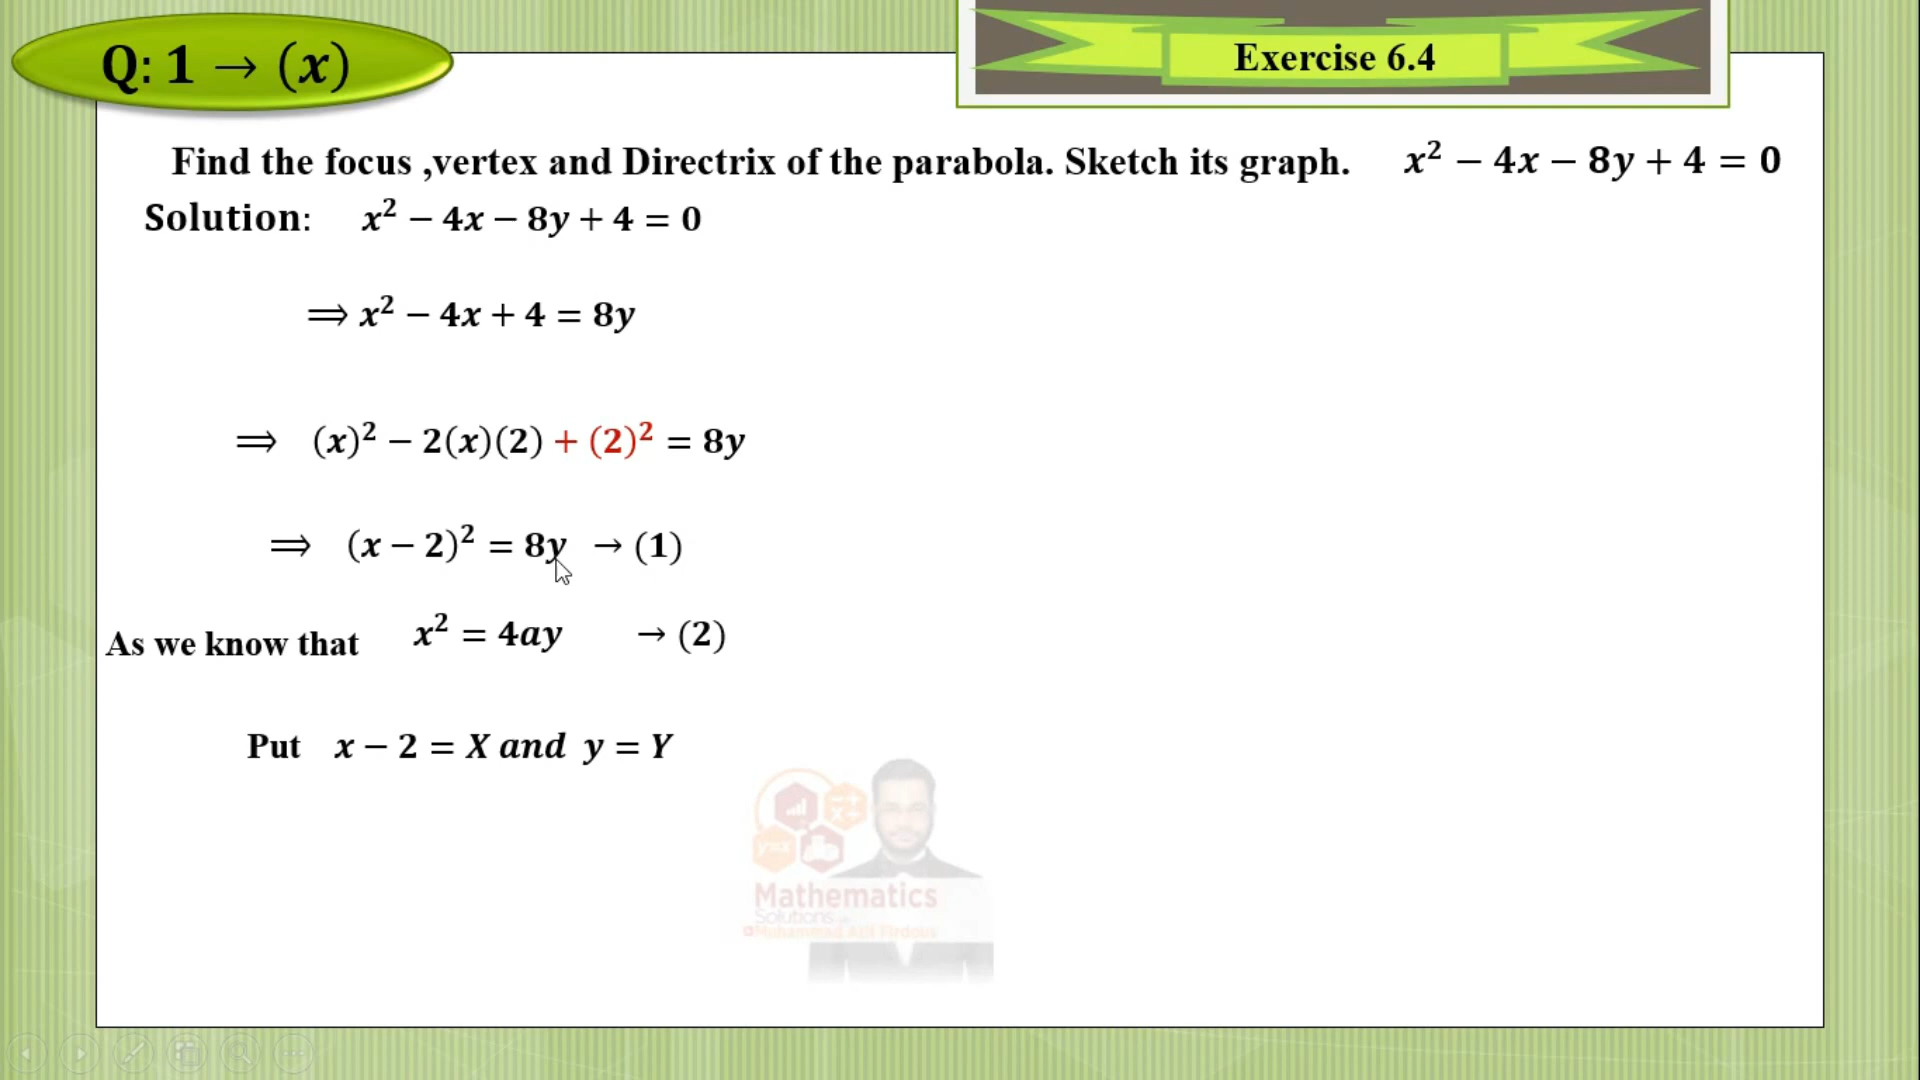 Q: 1 → (x)
Exercise 6.4
Find the focus ,vertex and Directrix of the parabola. Sketch its graph. x² − 4x − 8y + 4 = 0
Solution: x² − 4x − 8y + 4 = 0
⟹ x² − 4x + 4 = 8y
⟹ (x)² − 2(x)(2) + (2)² = 8y
⟹ (x − 2)² = 8y → (1)
As we know that x² = 4ay → (2)
Put x − 2 = X and y = Y
Mathematics
Solutions